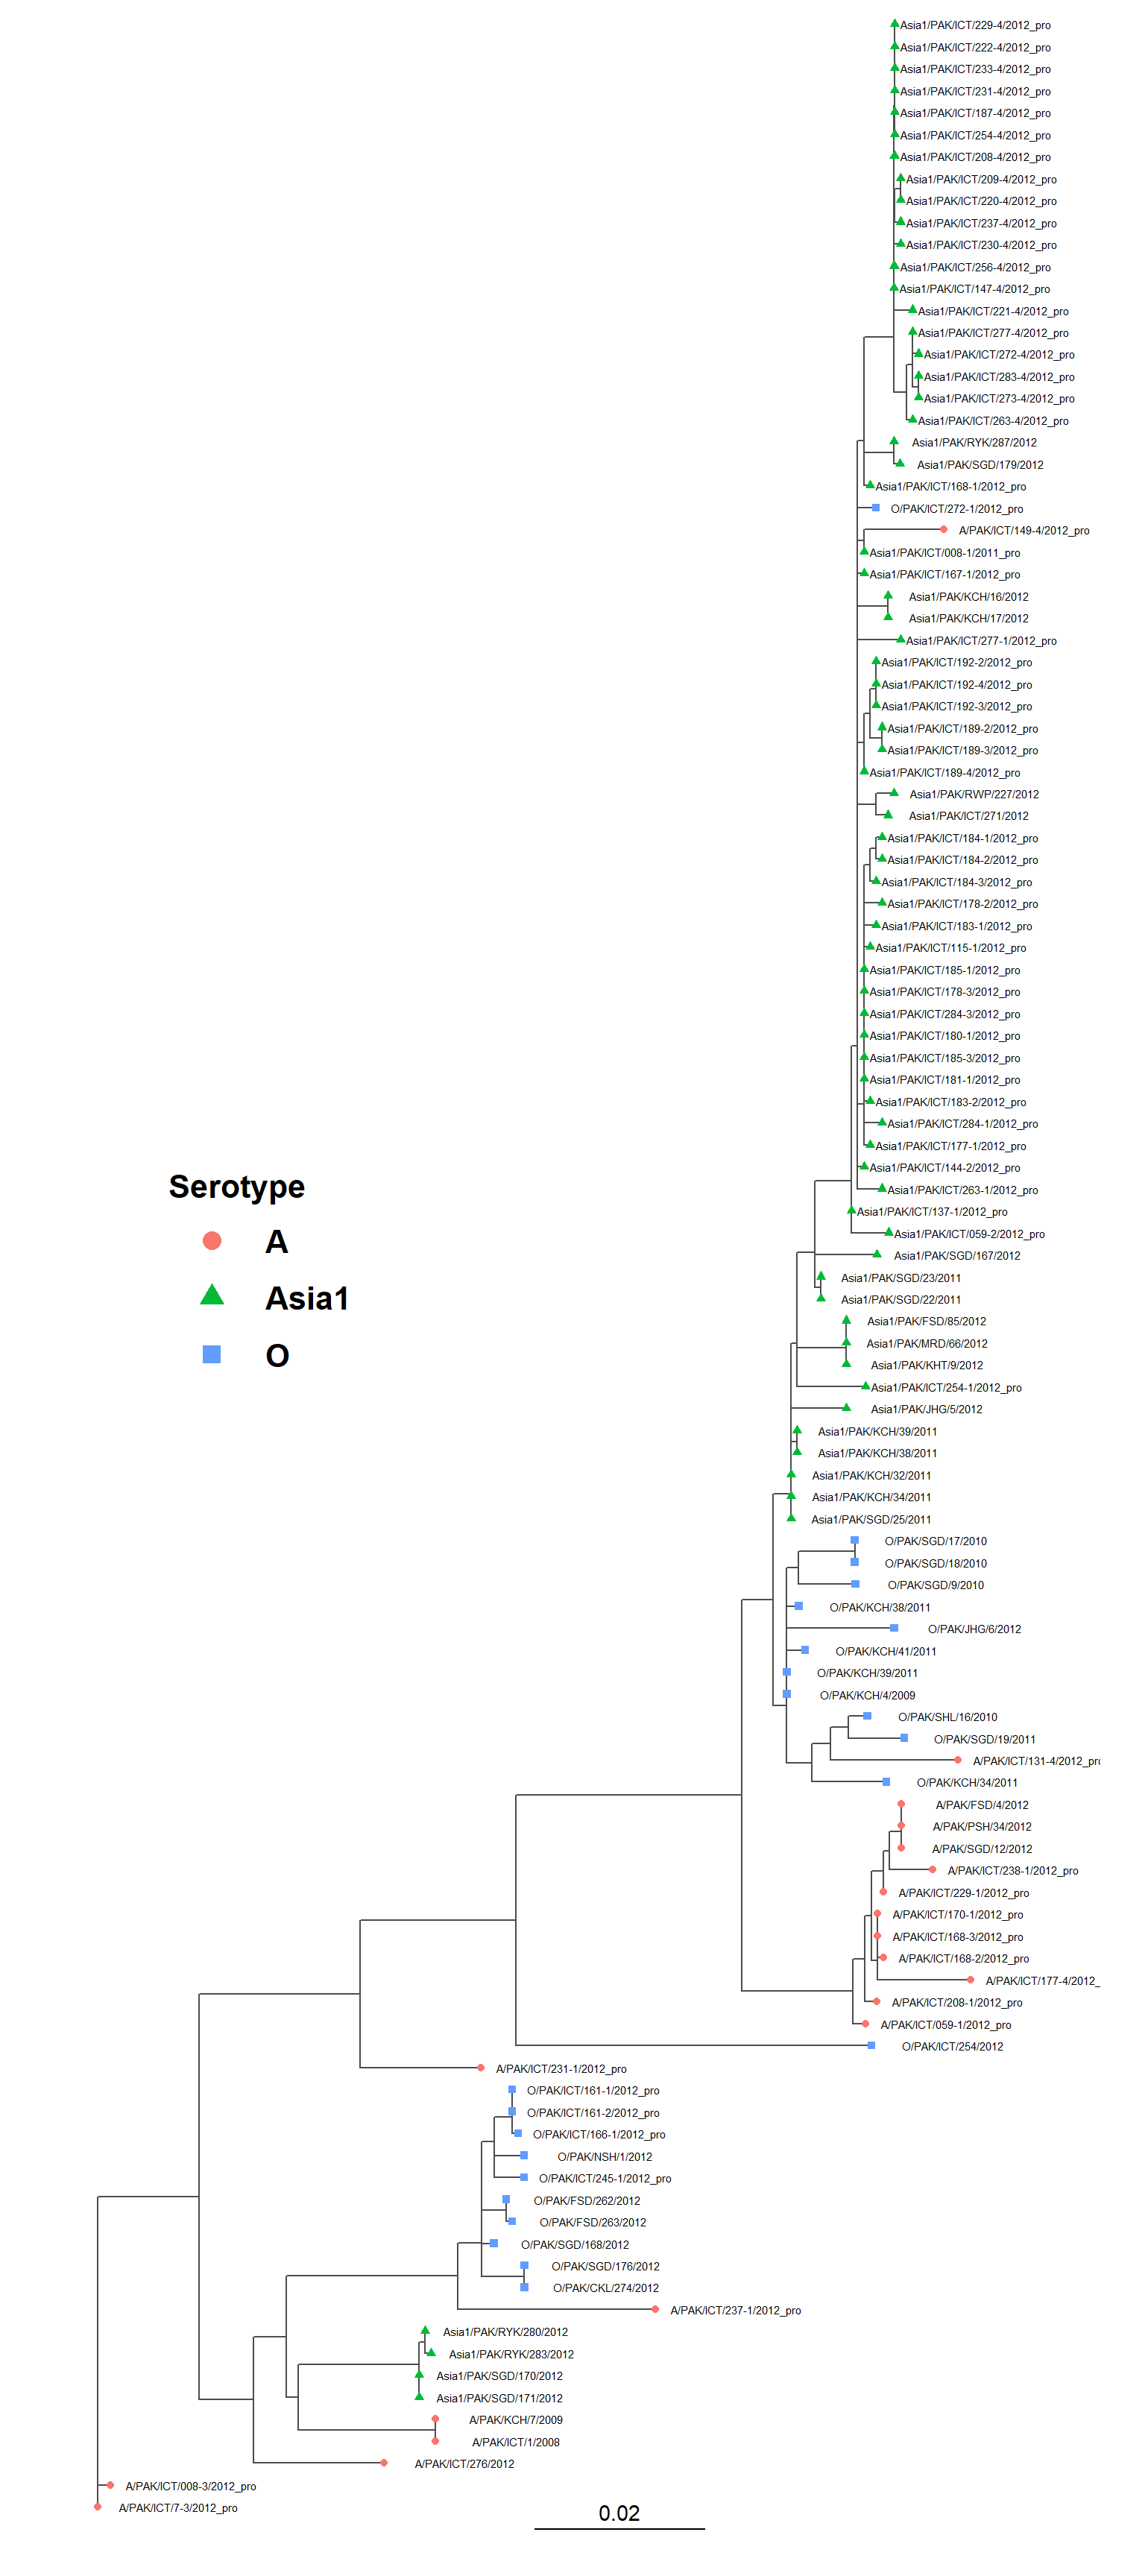 Asia1/PAK/ICT/229-4/2012_pro
Asia1/PAK/ICT/222-4/2012_pro
Asia1/PAK/ICT/233-4/2012_pro
Asia1/PAK/ICT/231-4/2012_pro
Asia1/PAK/ICT/187-4/2012_pro
Asia1/PAK/ICT/254-4/2012_pro
Asia1/PAK/ICT/208-4/2012_pro
Asia1/PAK/ICT/209-4/2012_pro
Asia1/PAK/ICT/220-4/2012_pro
Asia1/PAK/ICT/237-4/2012_pro
Asia1/PAK/ICT/230-4/2012_pro
Asia1/PAK/ICT/256-4/2012_pro
Asia1/PAK/ICT/147-4/2012_pro
Asia1/PAK/ICT/221-4/2012_pro
Asia1/PAK/ICT/277-4/2012_pro
Asia1/PAK/ICT/272-4/2012_pro
Asia1/PAK/ICT/283-4/2012_pro
Asia1/PAK/ICT/273-4/2012_pro
Asia1/PAK/ICT/263-4/2012_pro
Asia1/PAK/RYK/287/2012
Asia1/PAK/SGD/179/2012
Asia1/PAK/ICT/168-1/2012_pro
O/PAK/ICT/272-1/2012_pro
A/PAK/ICT/149-4/2012_pro
Asia1/PAK/ICT/008-1/2011_pro
Asia1/PAK/ICT/167-1/2012_pro
Asia1/PAK/KCH/16/2012
Asia1/PAK/KCH/17/2012
Asia1/PAK/ICT/277-1/2012_pro
Asia1/PAK/ICT/192-2/2012_pro
Asia1/PAK/ICT/192-4/2012_pro
Asia1/PAK/ICT/192-3/2012_pro
Asia1/PAK/ICT/189-2/2012_pro
Asia1/PAK/ICT/189-3/2012_pro
Asia1/PAK/ICT/189-4/2012_pro
Asia1/PAK/RWP/227/2012
Asia1/PAK/ICT/271/2012
Asia1/PAK/ICT/184-1/2012_pro
Asia1/PAK/ICT/184-2/2012_pro
Asia1/PAK/ICT/184-3/2012_pro
Asia1/PAK/ICT/178-2/2012_pro
Asia1/PAK/ICT/183-1/2012_pro
Asia1/PAK/ICT/115-1/2012_pro
Asia1/PAK/ICT/185-1/2012_pro
Asia1/PAK/ICT/178-3/2012_pro
Asia1/PAK/ICT/284-3/2012_pro
Asia1/PAK/ICT/180-1/2012_pro
Asia1/PAK/ICT/185-3/2012_pro
Asia1/PAK/ICT/181-1/2012_pro
Asia1/PAK/ICT/183-2/2012_pro
Asia1/PAK/ICT/284-1/2012_pro
Asia1/PAK/ICT/177-1/2012_pro
Asia1/PAK/ICT/144-2/2012_pro
Asia1/PAK/ICT/263-1/2012_pro
Asia1/PAK/ICT/137-1/2012_pro
Asia1/PAK/ICT/059-2/2012_pro
Asia1/PAK/SGD/167/2012
Asia1/PAK/SGD/23/2011
Asia1/PAK/SGD/22/2011
Asia1/PAK/FSD/85/2012
Asia1/PAK/MRD/66/2012
Asia1/PAK/KHT/9/2012
Asia1/PAK/ICT/254-1/2012_pro
Asia1/PAK/JHG/5/2012
Asia1/PAK/KCH/39/2011
Asia1/PAK/KCH/38/2011
Asia1/PAK/KCH/32/2011
Asia1/PAK/KCH/34/2011
Asia1/PAK/SGD/25/2011
O/PAK/SGD/17/2010
O/PAK/SGD/18/2010
O/PAK/SGD/9/2010
O/PAK/KCH/38/2011
O/PAK/JHG/6/2012
O/PAK/KCH/41/2011
O/PAK/KCH/39/2011
O/PAK/KCH/4/2009
O/PAK/SHL/16/2010
O/PAK/SGD/19/2011
A/PAK/ICT/131-4/2012_pro
O/PAK/KCH/34/2011
A/PAK/FSD/4/2012
A/PAK/PSH/34/2012
A/PAK/SGD/12/2012
A/PAK/ICT/238-1/2012_pro
A/PAK/ICT/229-1/2012_pro
A/PAK/ICT/170-1/2012_pro
A/PAK/ICT/168-3/2012_pro
A/PAK/ICT/168-2/2012_pro
A/PAK/ICT/177-4/2012_
A/PAK/ICT/208-1/2012_pro
A/PAK/ICT/059-1/2012_pro
O/PAK/ICT/254/2012
A/PAK/ICT/231-1/2012_pro
O/PAK/ICT/161-1/2012_pro
O/PAK/ICT/161-2/2012_pro
O/PAK/ICT/166-1/2012_pro
O/PAK/NSH/1/2012
O/PAK/ICT/245-1/2012_pro
O/PAK/FSD/262/2012
O/PAK/FSD/263/2012
O/PAK/SGD/168/2012
O/PAK/SGD/176/2012
O/PAK/CKL/274/2012
A/PAK/ICT/237-1/2012_pro
Asia1/PAK/RYK/280/2012
Asia1/PAK/RYK/283/2012
Asia1/PAK/SGD/170/2012
Asia1/PAK/SGD/171/2012
A/PAK/KCH/7/2009
A/PAK/ICT/1/2008
A/PAK/ICT/276/2012
A/PAK/ICT/008-3/2012_pro
A/PAK/ICT/7-3/2012_pro
Serotype
A
Asia1
O
0.02